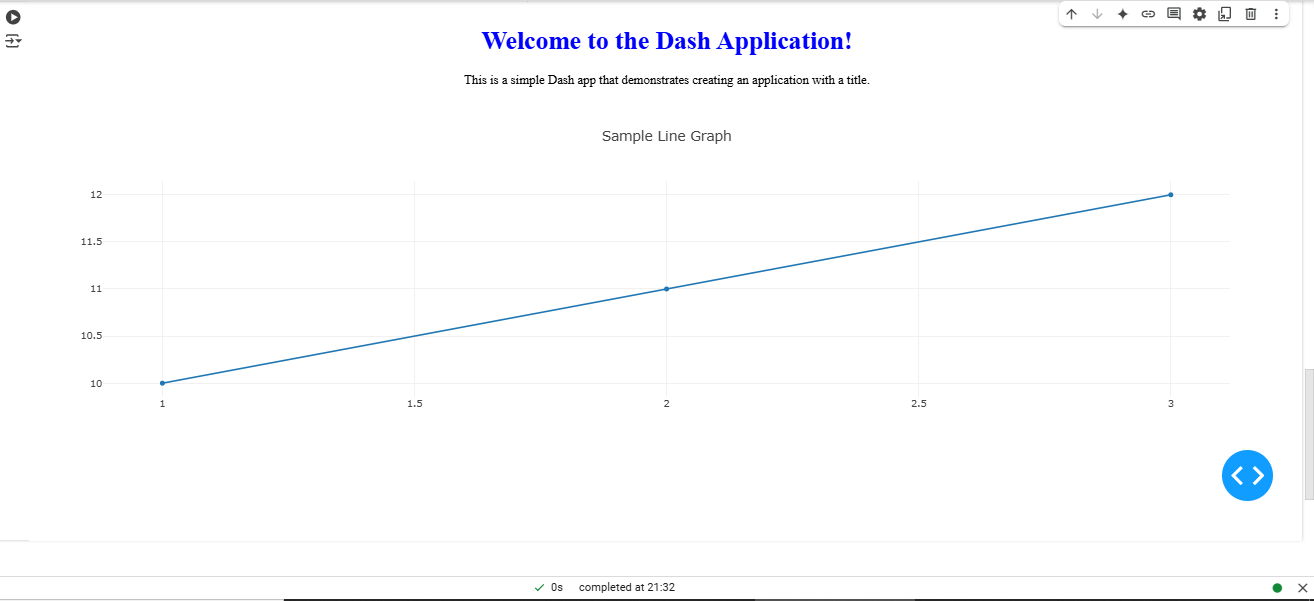 Welcome to the Dash Application!
This is a simple Dash app that demonstrates creating an application with a title.
Sample Line Graph
12
11.5
11
10.5
10
1 1.5 2 2.5 3
0s completed at 21:32